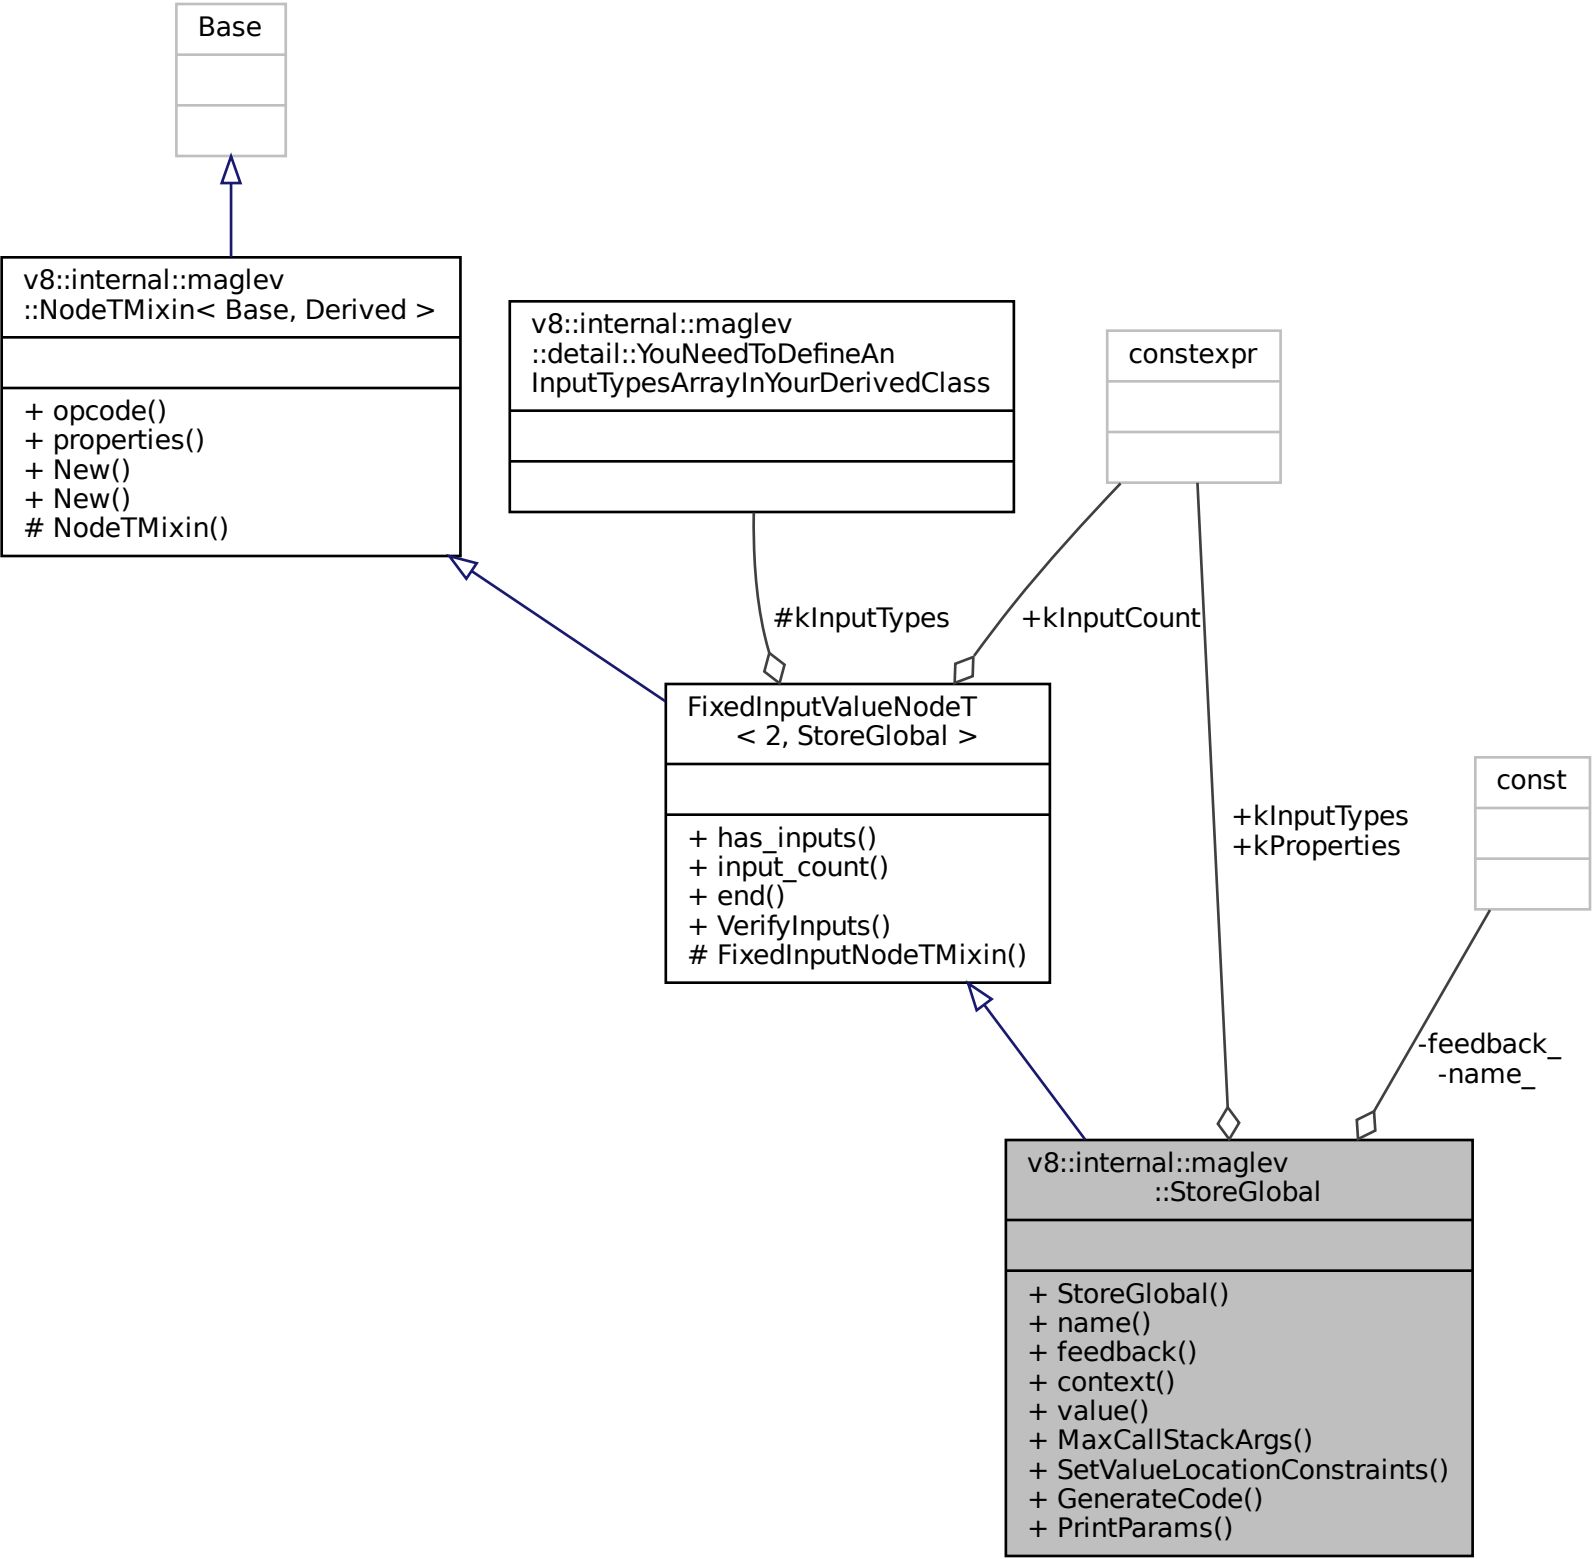 Base
v8::internal::maglev
::NodeTMixin< Base, Derived >
+ opcode()
+ properties()
+ New()
+ New()
# NodeTMixin()
v8::internal::maglev
::detail::YouNeedToDefineAn
InputTypesArrayInYourDerivedClass
constexpr
#kInputTypes
+kInputCount
FixedInputValueNodeT
< 2, StoreGlobal >
+ has_inputs()
+ input_count()
+ end()
+ VerifyInputs()
# FixedInputNodeTMixin()
+kInputTypes
+kProperties
const
-feedback_
-name_
v8::internal::maglev
::StoreGlobal
+ StoreGlobal()
+ name()
+ feedback()
+ context()
+ value()
+ MaxCallStackArgs()
+ SetValueLocationConstraints()
+ GenerateCode()
+ PrintParams()